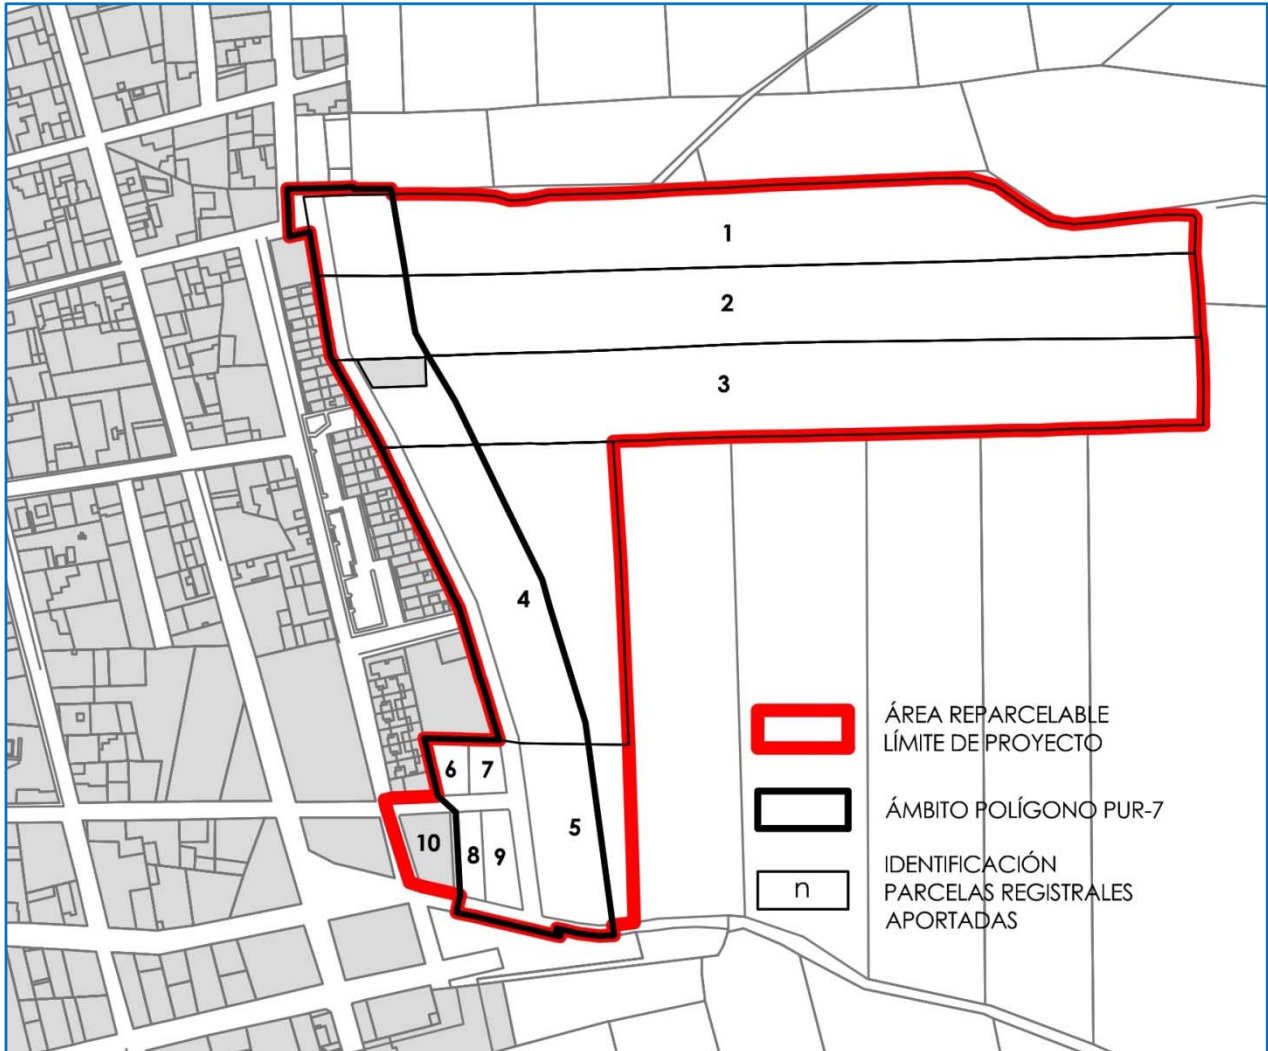 1
2
3
4
5
6
7
8
9
10
ÁREA REPARCELABLE
LÍMITE DE PROYECTO
ÁMBITO POLÍGONO PUR-7
n
IDENTIFICACIÓN
PARCELAS REGISTRALES
APORTADAS